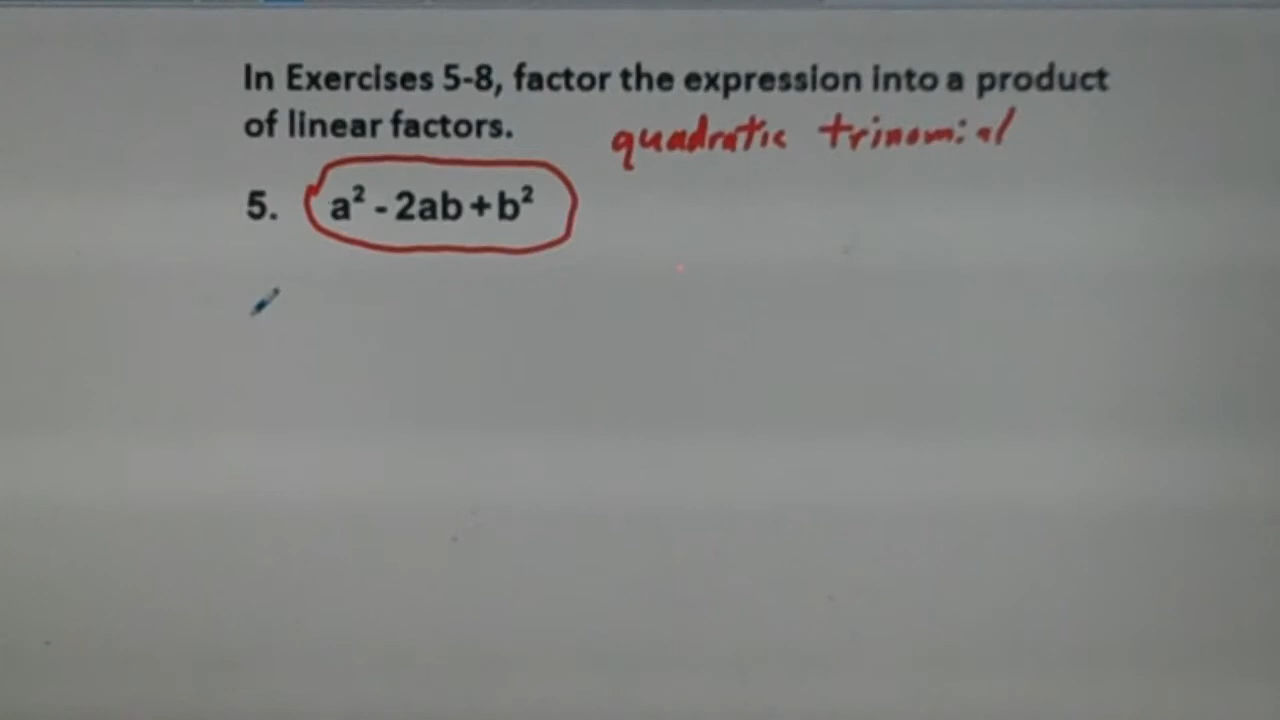 In Exercises 5-8, factor the expression into a product
of linear factors. quadratic trinomial
5. a² - 2ab + b²